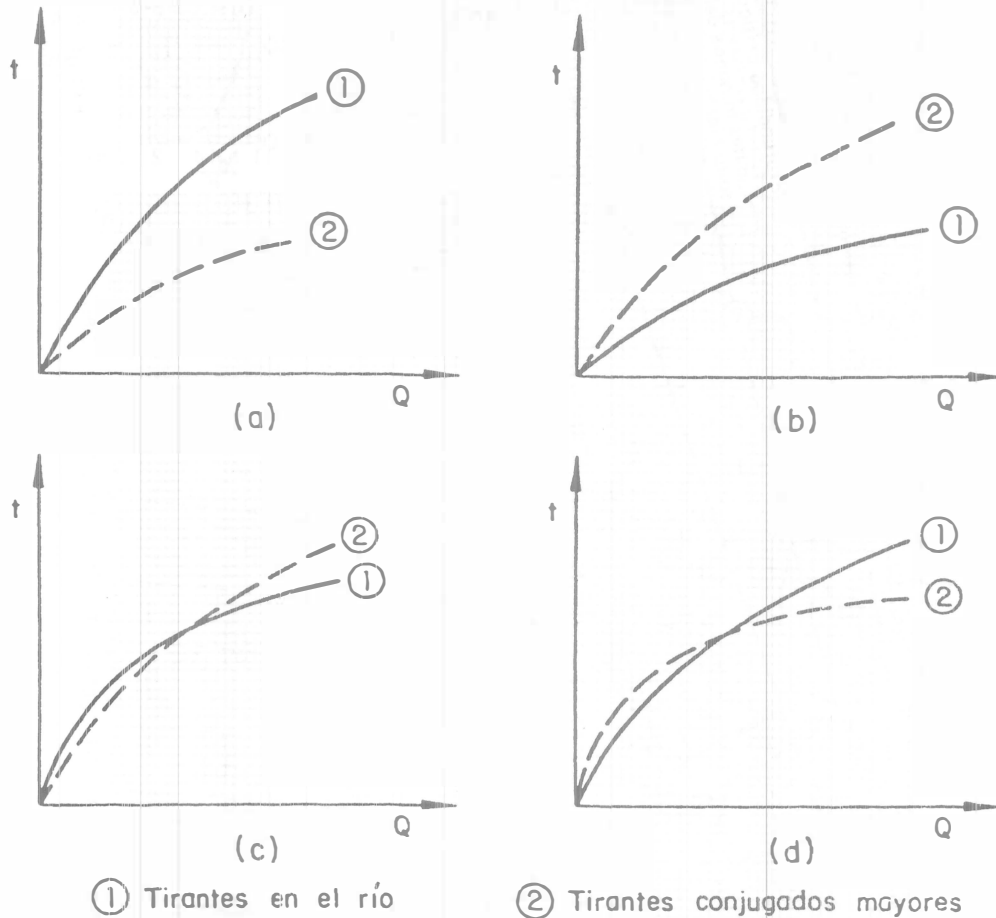 t
①
②
Q
(a)
t
②
①
Q
(b)
t
②
①
Q
(c)
t
①
②
Q
(d)
① Tirantes en el río
② Tirantes conjugados mayores